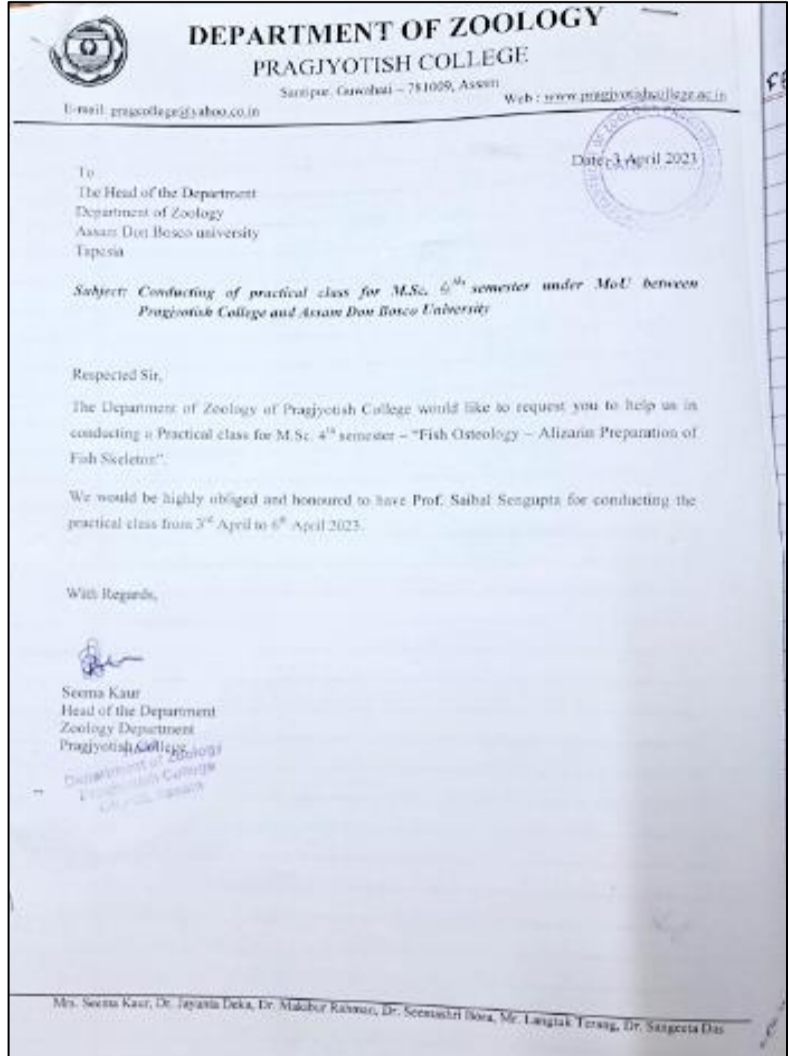 DEPARTMENT OF ZOOLOGY
PRAGJYOTISH COLLEGE
Santipur, Guwahati – 781009, Assam
E-mail: pragcollege@yahoo.co.in
Web : www.pragjyotishcollege.ac.in
Date: 3 April 2023
To
The Head of the Department
Department of Zoology
Assam Don Bosco university
Tapesia
Subject: Conducting of practical class for M.Sc. 4th semester under MoU between
Pragjyotish College and Assam Don Bosco University
Respected Sir,
The Department of Zoology of Pragjyotish College would like to request you to help us in
conducting a Practical class for M.Sc. 4th semester – "Fish Osteology – Alizarin Preparation of
Fish Skeleton".
We would be highly obliged and honoured to have Prof. Saibal Sengupta for conducting the
practical class from 3rd April to 6th April 2023.
With Regards,
Seema Kaur
Head of the Department
Zoology Department
Pragjyotish College
Department of Zoology
Pragjyotish College
Mrs. Seema Kaur, Dr. Jayanta Deka, Dr. Makibur Rahman, Dr. Seemashri Bora, Mr. Langtuk Terang, Dr. Sangeeta Das